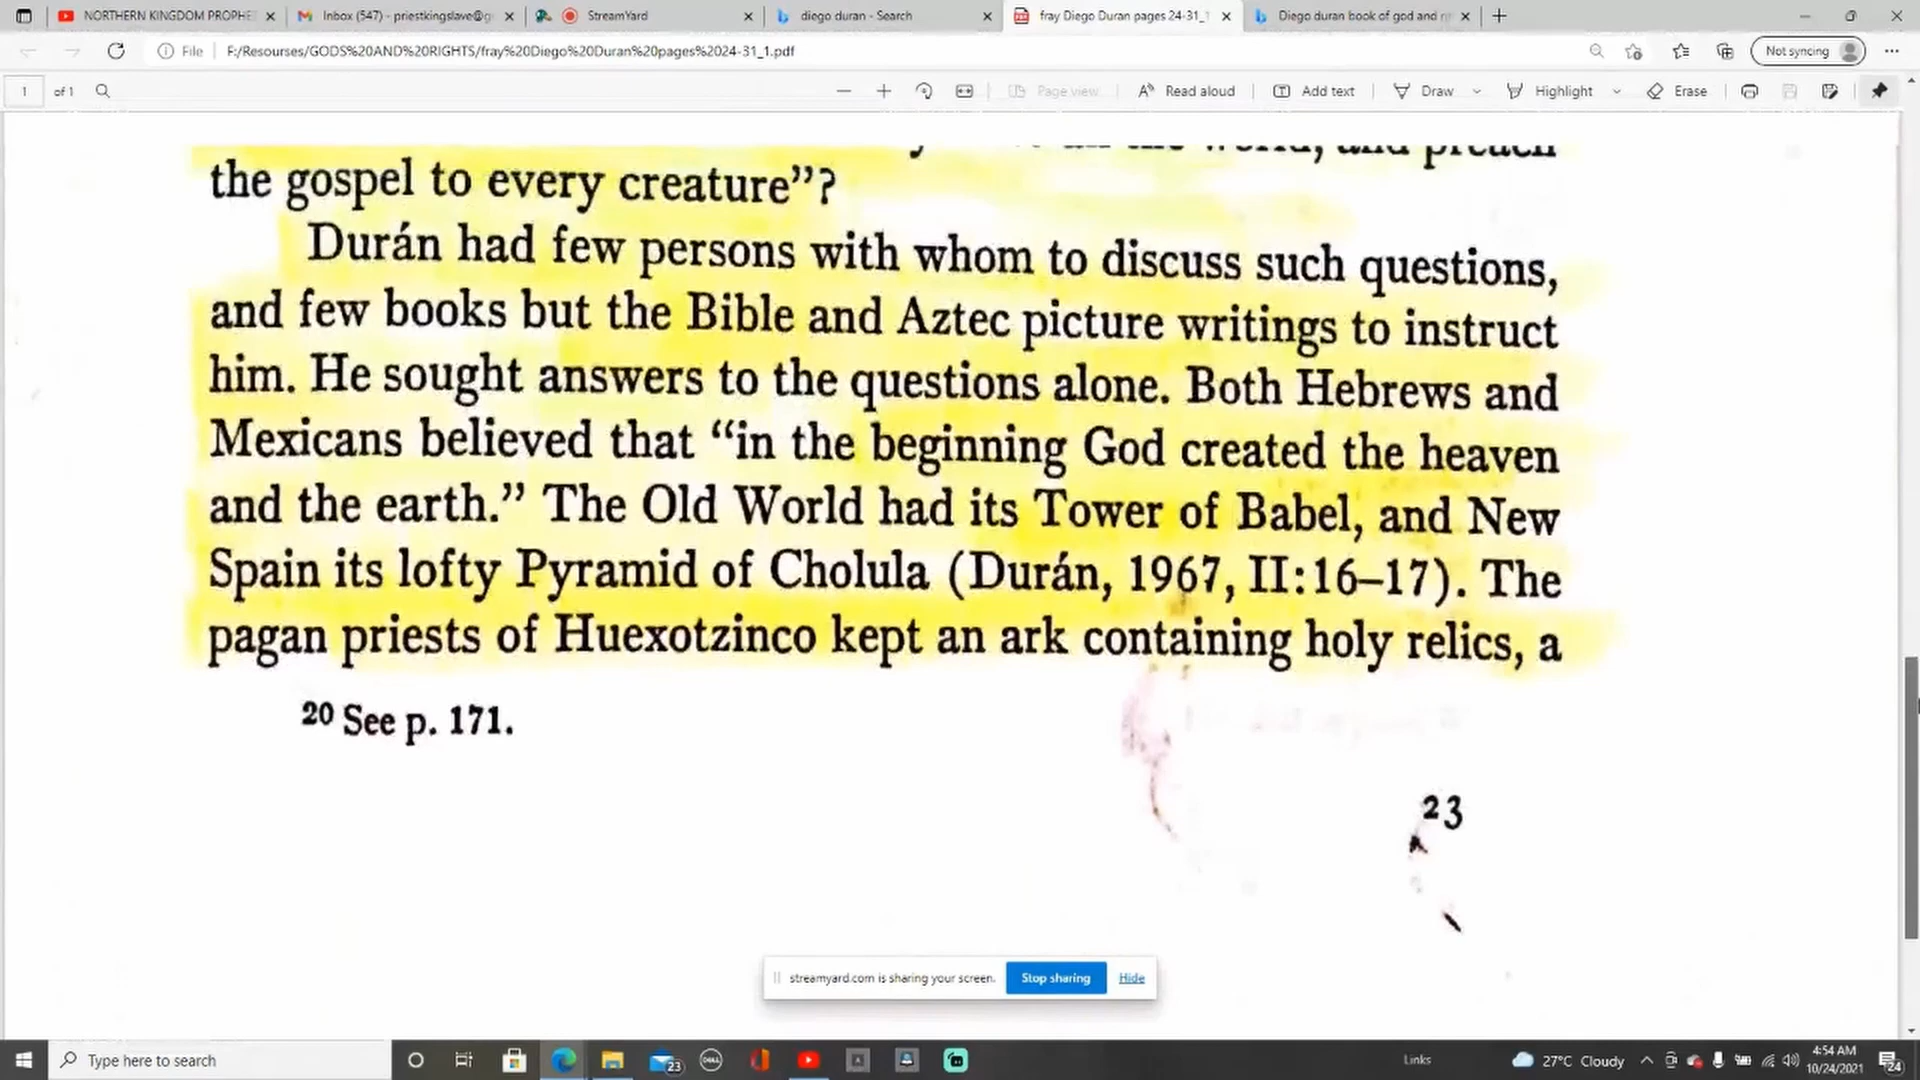 NORTHERN KINGDOM PROPHE
Inbox (547) - priestkingslave@g
StreamYard
diego duran - Search
fray Diego Duran pages 24-31_1
Diego duran book of god and ri
File
F:/Resourses/GODS%20AND%20RIGHTS/fray%20Diego%20Duran%20pages%2024-31_1.pdf
Not syncing
1 of 1
Page view
Read aloud
Add text
Draw
Highlight
Erase
the world, and preach
the gospel to every creature”?
Durán had few persons with whom to discuss such questions,
and few books but the Bible and Aztec picture writings to instruct
him. He sought answers to the questions alone. Both Hebrews and
Mexicans believed that “in the beginning God created the heaven
and the earth.” The Old World had its Tower of Babel, and New
Spain its lofty Pyramid of Cholula (Durán, 1967, II:16–17). The
pagan priests of Huexotzinco kept an ark containing holy relics, a
20 See p. 171.
23
streamyard.com is sharing your screen.
Stop sharing
Hide
Type here to search
23
DELL
Links
27°C Cloudy
4:54 AM
10/24/2021
24